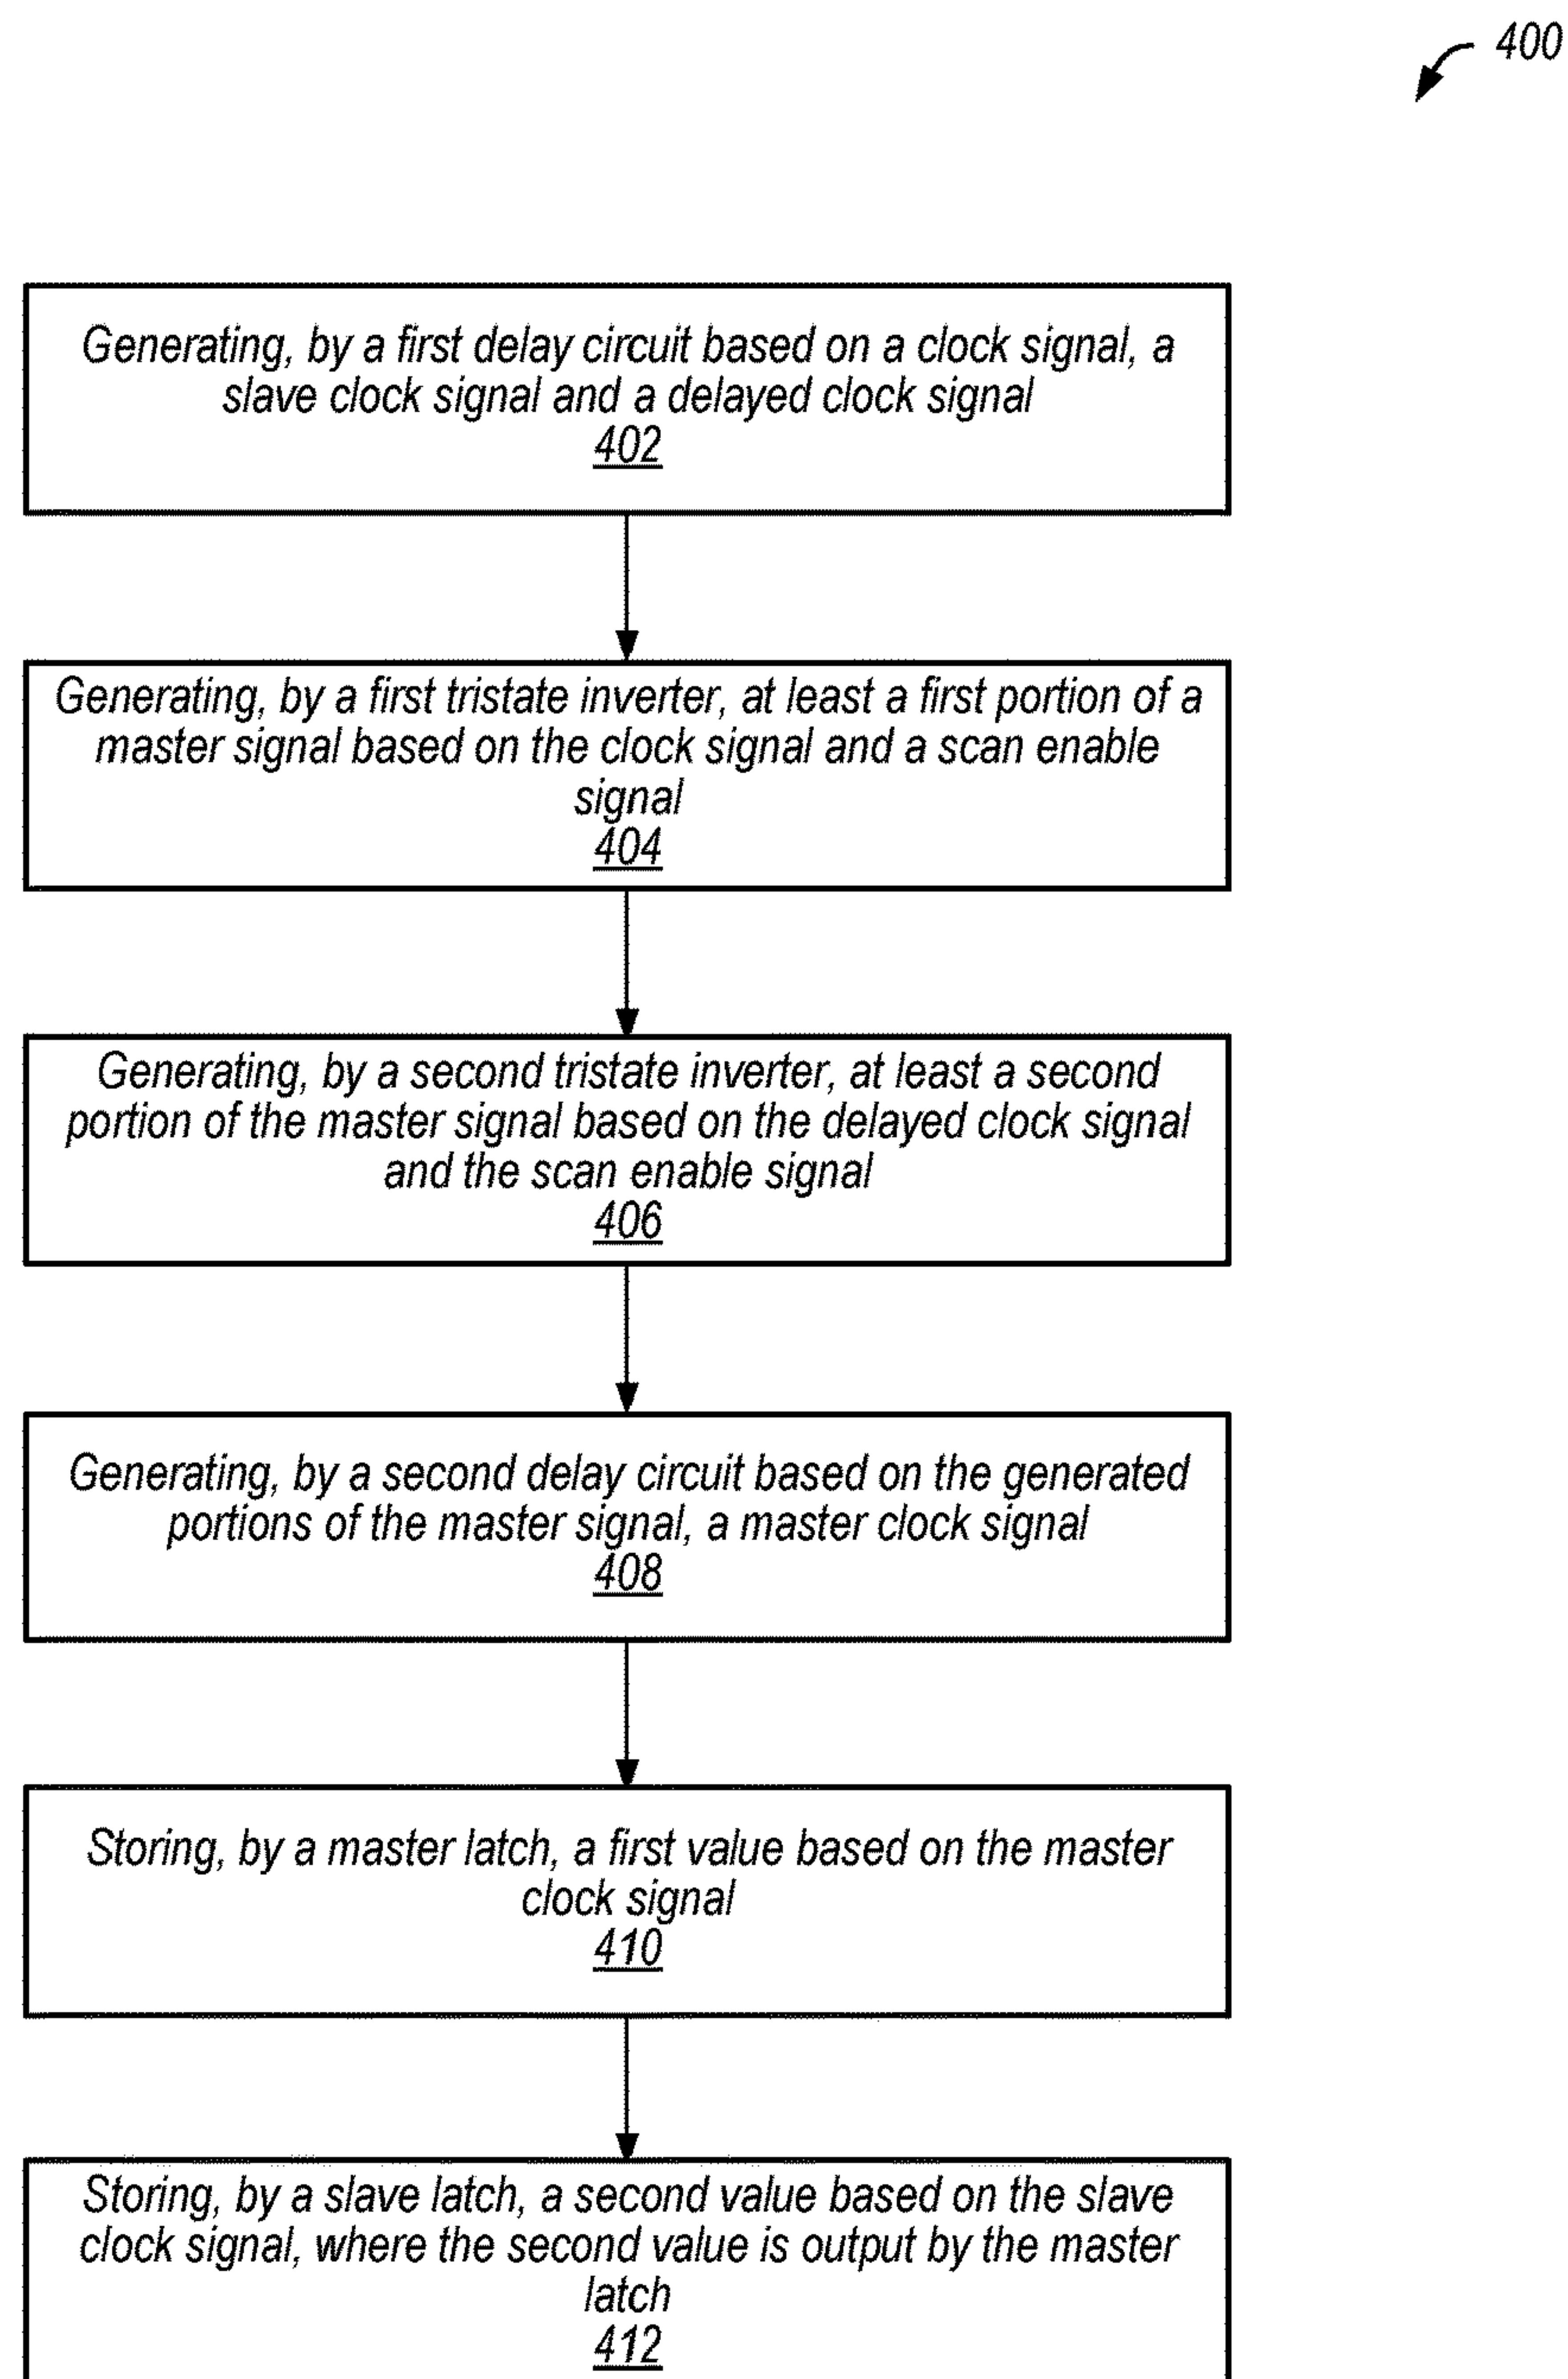 400
Generating, by a first delay circuit based on a clock signal, a
slave clock signal and a delayed clock signal
402
Generating, by a first tristate inverter, at least a first portion of a
master signal based on the clock signal and a scan enable
signal
404
Generating, by a second tristate inverter, at least a second
portion of the master signal based on the delayed clock signal
and the scan enable signal
406
Generating, by a second delay circuit based on the generated
portions of the master signal, a master clock signal
408
Storing, by a master latch, a first value based on the master
clock signal
410
Storing, by a slave latch, a second value based on the slave
clock signal, where the second value is output by the master
latch
412